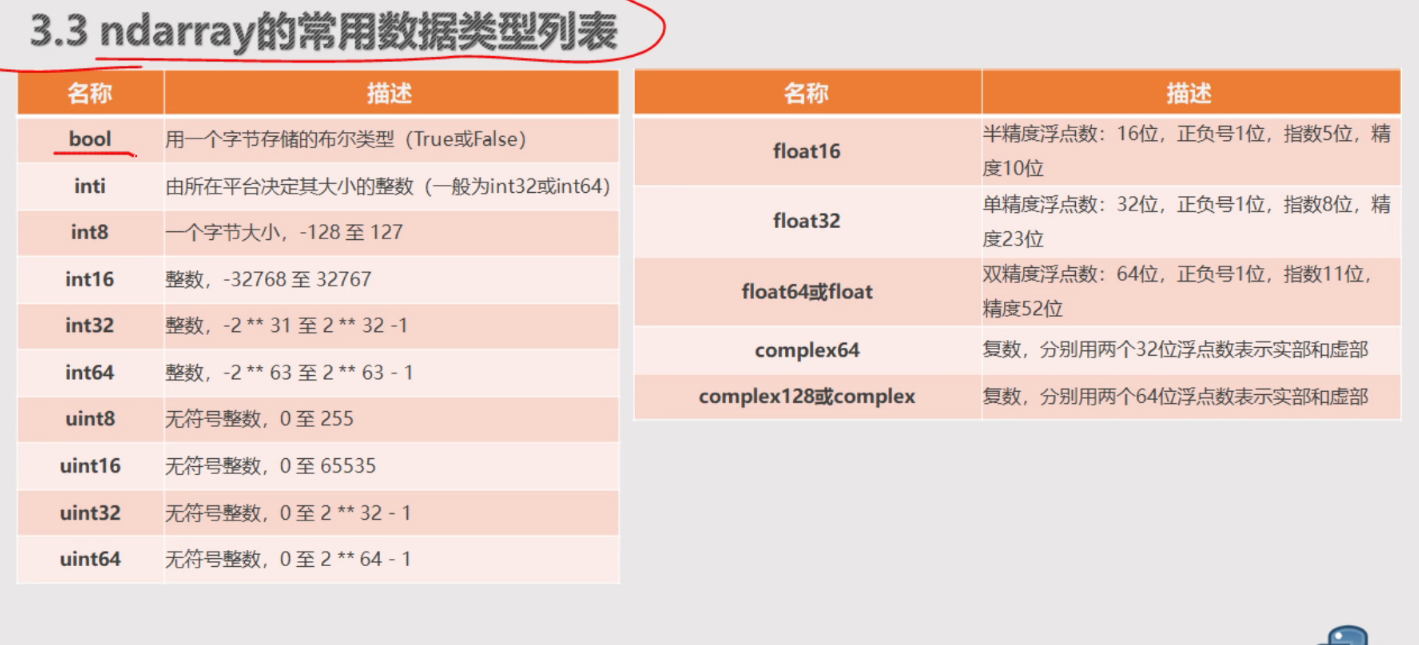 3.3 ndarray的常用数据类型列表
名称 描述
bool 用一个字节存储的布尔类型（True或False）
inti 由所在平台决定其大小的整数（一般为int32或int64）
int8 一个字节大小，-128 至 127
int16 整数，-32768 至 32767
int32 整数，-2 ** 31 至 2 ** 32 -1
int64 整数，-2 ** 63 至 2 ** 63 - 1
uint8 无符号整数，0 至 255
uint16 无符号整数，0 至 65535
uint32 无符号整数，0 至 2 ** 32 - 1
uint64 无符号整数，0 至 2 ** 64 - 1
名称 描述
float16 半精度浮点数：16位，正负号1位，指数5位，精
度10位
float32 单精度浮点数：32位，正负号1位，指数8位，精
度23位
float64或float 双精度浮点数：64位，正负号1位，指数11位，
精度52位
complex64 复数，分别用两个32位浮点数表示实部和虚部
complex128或complex 复数，分别用两个64位浮点数表示实部和虚部